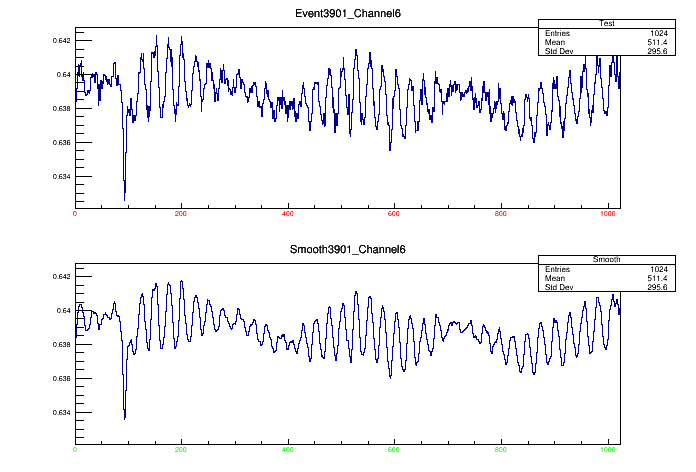 Event3901_Channel6
Test
Entries 1024
Mean 511.4
Std Dev 295.6
0.642
0.64
0.638
0.636
0.634
0 200 400 600 800 1000
Smooth3901_Channel6
Smooth
Entries 1024
Mean 511.4
Std Dev 295.6
0.642
0.64
0.638
0.636
0.634
0 200 400 600 800 1000